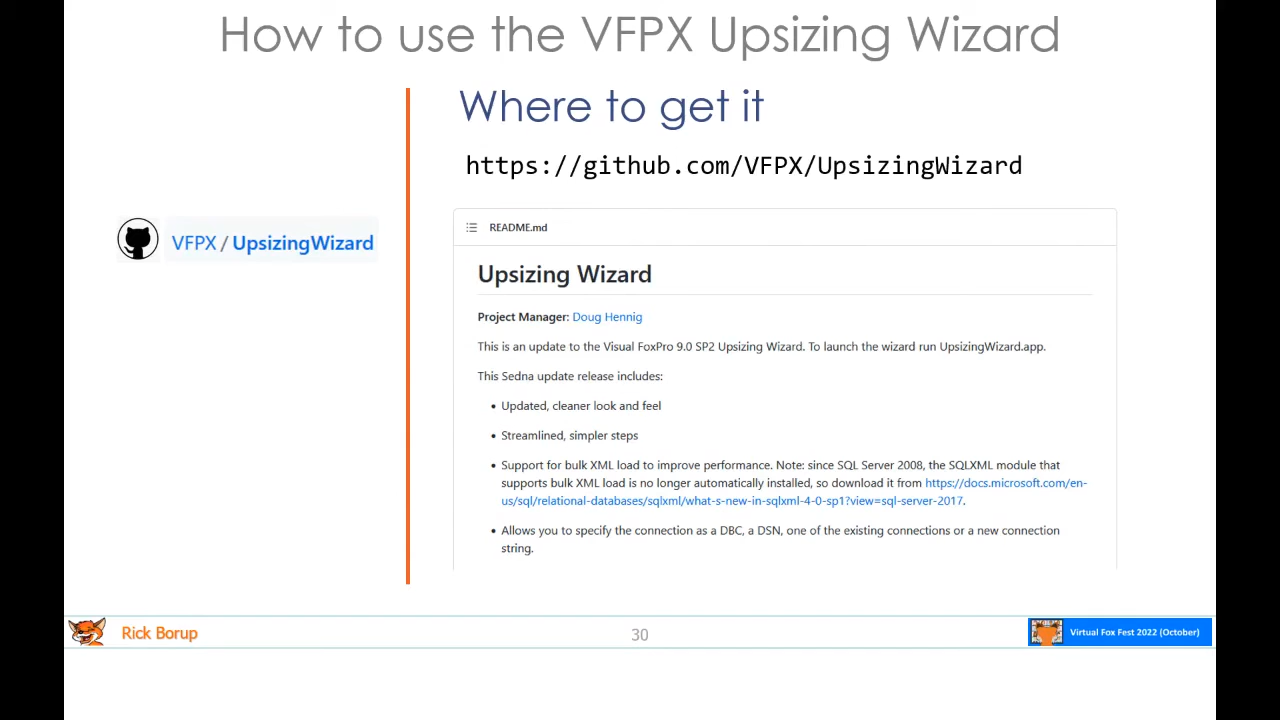 How to use the VFPX Upsizing Wizard
Where to get it
https://github.com/VFPX/UpsizingWizard
VFPX / UpsizingWizard
README.md
Upsizing Wizard
Project Manager: Doug Hennig
This is an update to the Visual FoxPro 9.0 SP2 Upsizing Wizard. To launch the wizard run UpsizingWizard.app.
This Sedna update release includes:
• Updated, cleaner look and feel
• Streamlined, simpler steps
• Support for bulk XML load to improve performance. Note: since SQL Server 2008, the SQLXML module that
supports bulk XML load is no longer automatically installed, so download it from https://docs.microsoft.com/en-
us/sql/relational-databases/sqlxml/what-s-new-in-sqlxml-4-0-sp1?view=sql-server-2017.
• Allows you to specify the connection as a DBC, a DSN, one of the existing connections or a new connection
string.
Rick Borup
30
Virtual Fox Fest 2022 (October)